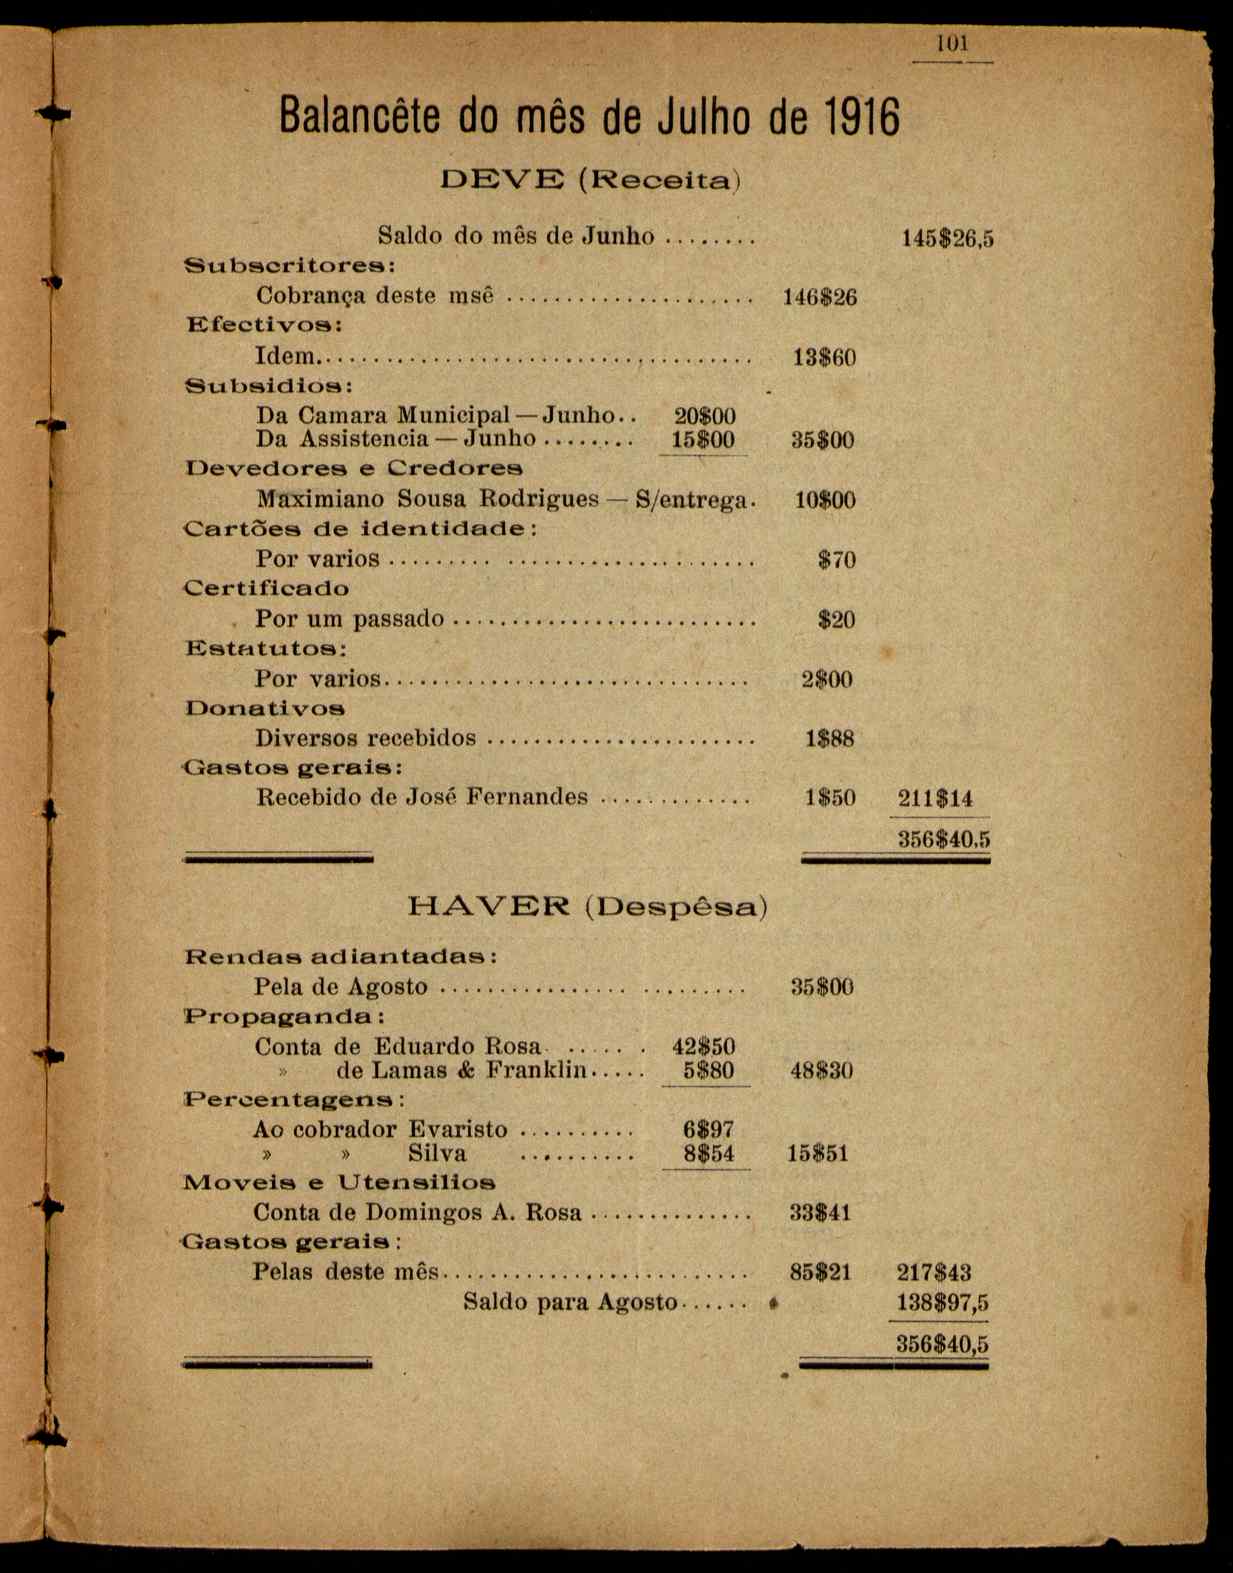 101
Balancête do mês de Julho de 1916
DEVE (Receita)
Saldo do mês de Junho ........ 145$26,5
Subscritores:
Cobrança deste msê ..................... 146$26
Efectivos:
Idem..................................... 13$60
Subsidios:
Da Camara Municipal — Junho.. 20$00
Da Assistencia — Junho ........ 15$00 35$00
Devedores e Credores
Maximiano Sousa Rodrigues — S/entrega. 10$00
Cartões de identidade:
Por varios .............................. $70
Certificado
Por um passado .......................... $20
Estatutos:
Por varios............................... 2$00
Donativos
Diversos recebidos ....................... 1$88
Gastos gerais:
Recebido de José Fernandes ............. 1$50 211$14
356$40,5
HAVER (Despêsa)
Rendas adiantadas:
Pela de Agosto ......................... 35$00
Propaganda:
Conta de Eduardo Rosa ....... 42$50
» de Lamas & Franklin..... 5$80 48$30
Percentagens:
Ao cobrador Evaristo .......... 6$97
» » Silva .......... 8$54 15$51
Moveis e Utensilios
Conta de Domingos A. Rosa .............. 33$41
Gastos gerais:
Pelas deste mês.......................... 85$21 217$43
Saldo para Agosto...... 138$97,5
356$40,5